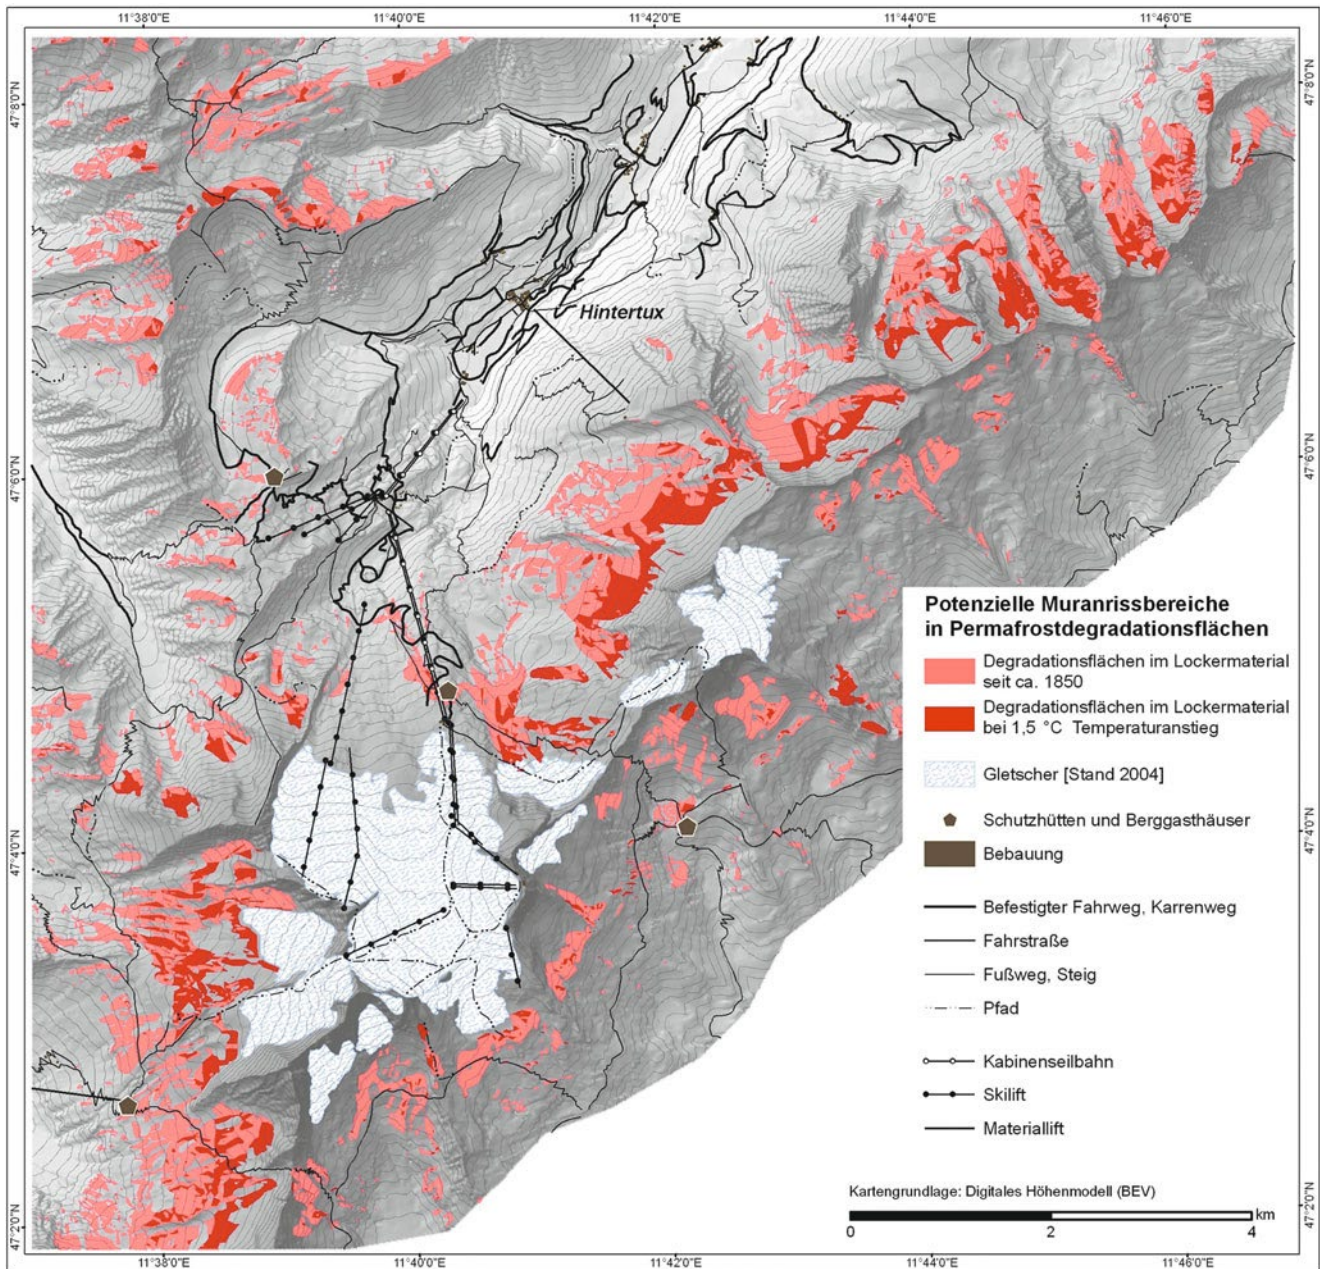 11°38'0"E
11°40'0"E
11°42'0"E
11°44'0"E
11°46'0"E
47°8'0"N
47°8'0"N
Hintertux
47°6'0"N
47°6'0"N
Potenzielle Muranrissbereiche
in Permafrostdegradationsflächen
Degradationsflächen im Lockermaterial
seit ca. 1850
Degradationsflächen im Lockermaterial
bei 1,5 °C Temperaturanstieg
Gletscher [Stand 2004]
Schutzhütten und Berggasthäuser
Bebauung
47°4'0"N
47°4'0"N
Befestigter Fahrweg, Karrenweg
Fahrstraße
Fußweg, Steig
Pfad
Kabinenseilbahn
Skilift
Materiallift
Kartengrundlage: Digitales Höhenmodell (BEV)
km
0
2
4
47°2'0"N
47°2'0"N
11°38'0"E
11°40'0"E
11°42'0"E
11°44'0"E
11°46'0"E